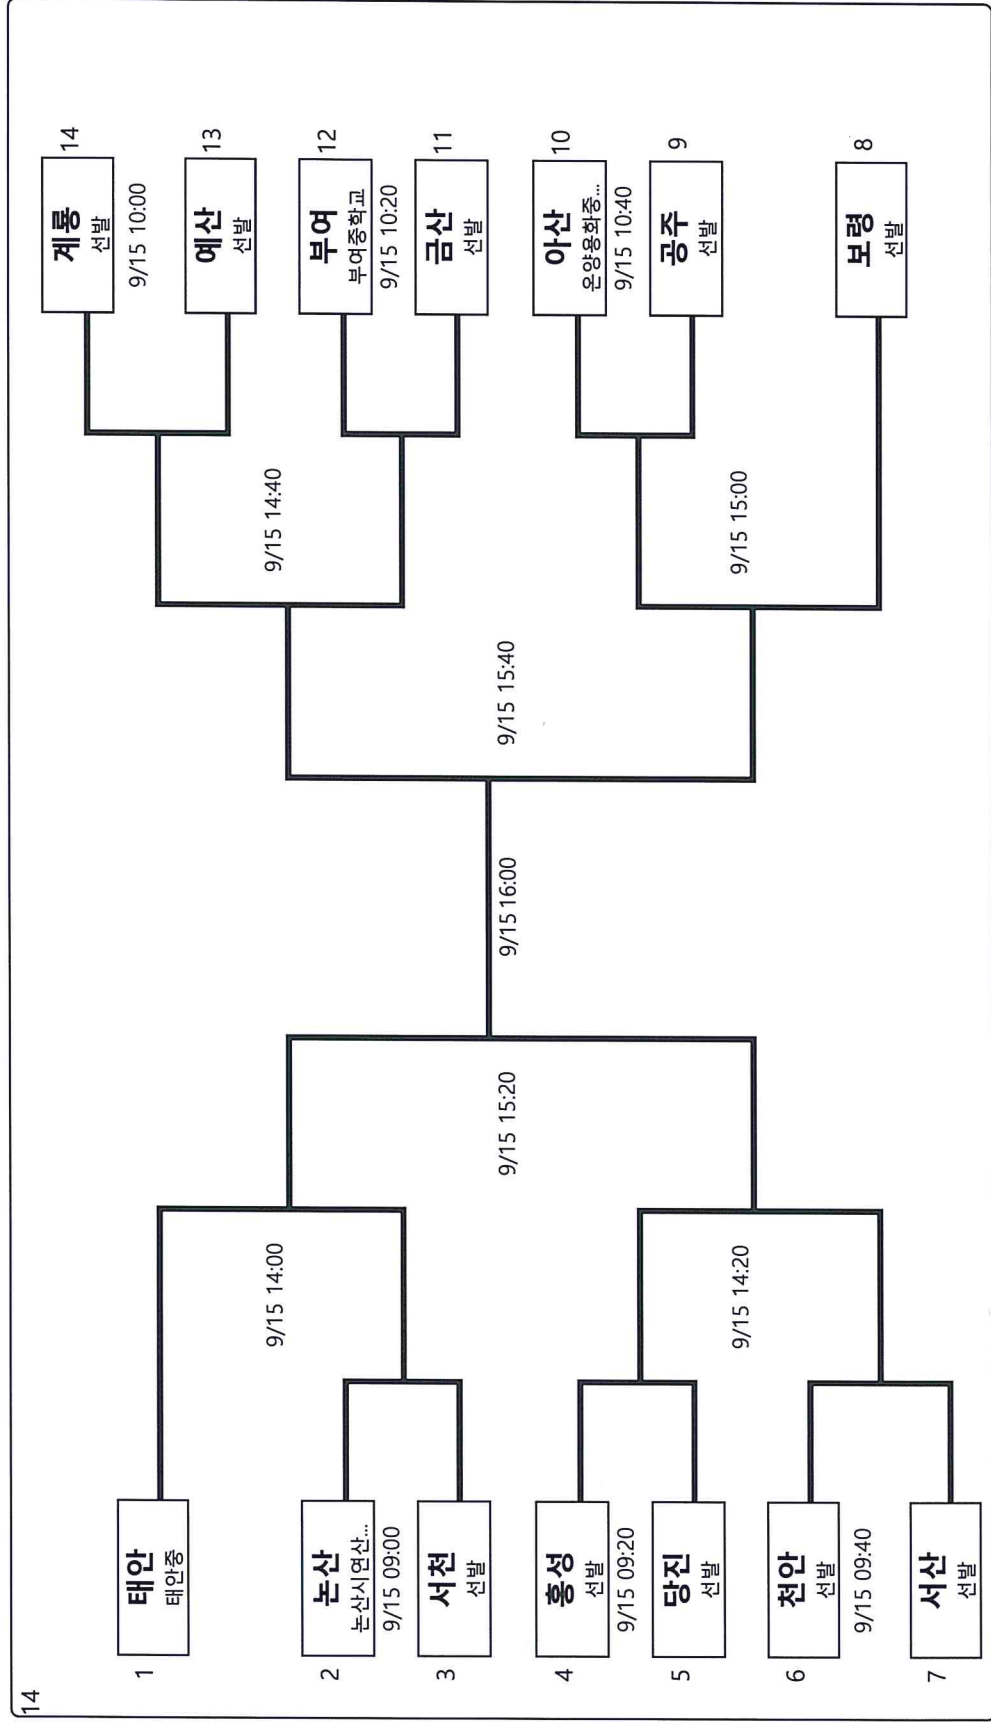 14
1
태안
태안중
9/15 14:00
2
논산
논산시연산...
9/15 09:00
3
서천
선발
9/15 15:20
4
홍성
선발
9/15 09:20
5
당진
선발
9/15 14:20
6
천안
선발
9/15 09:40
7
서산
선발
9/15 16:00
14
계룡
선발
9/15 10:00
13
예산
선발
9/15 14:40
12
부여
부여중학교
9/15 10:20
11
금산
선발
9/15 15:40
10
아산
온양용화중...
9/15 10:40
9
공주
선발
9/15 15:00
8
보령
선발